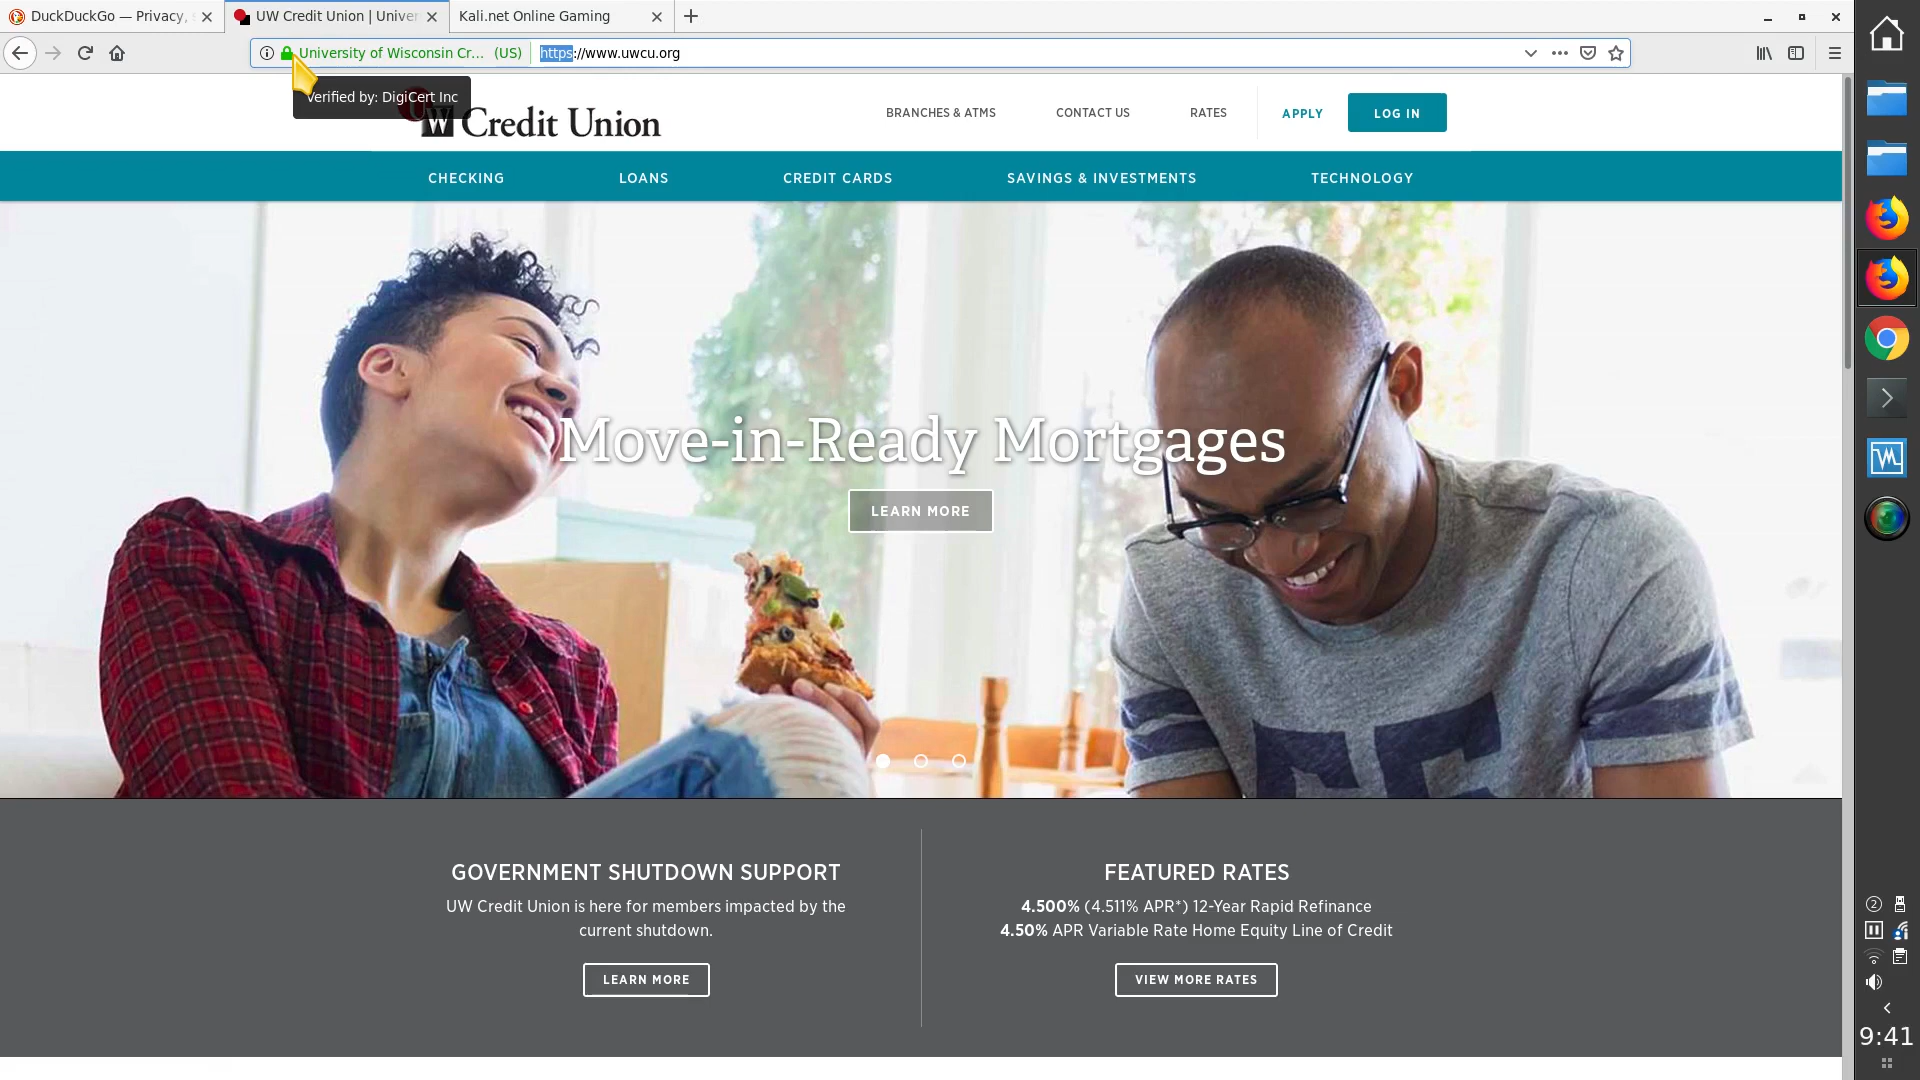 DuckDuckGo — Privacy,
UW Credit Union | Univer
Kali.net Online Gaming
University of Wisconsin Cr... (US)
https://www.uwcu.org
Verified by: DigiCert Inc
W Credit Union
BRANCHES & ATMS
CONTACT US
RATES
APPLY
LOG IN
CHECKING
LOANS
CREDIT CARDS
SAVINGS & INVESTMENTS
TECHNOLOGY
Move-in-Ready Mortgages
LEARN MORE
GOVERNMENT SHUTDOWN SUPPORT
UW Credit Union is here for members impacted by the
current shutdown.
LEARN MORE
FEATURED RATES
4.500% (4.511% APR*) 12-Year Rapid Refinance
4.50% APR Variable Rate Home Equity Line of Credit
VIEW MORE RATES
2
9:41